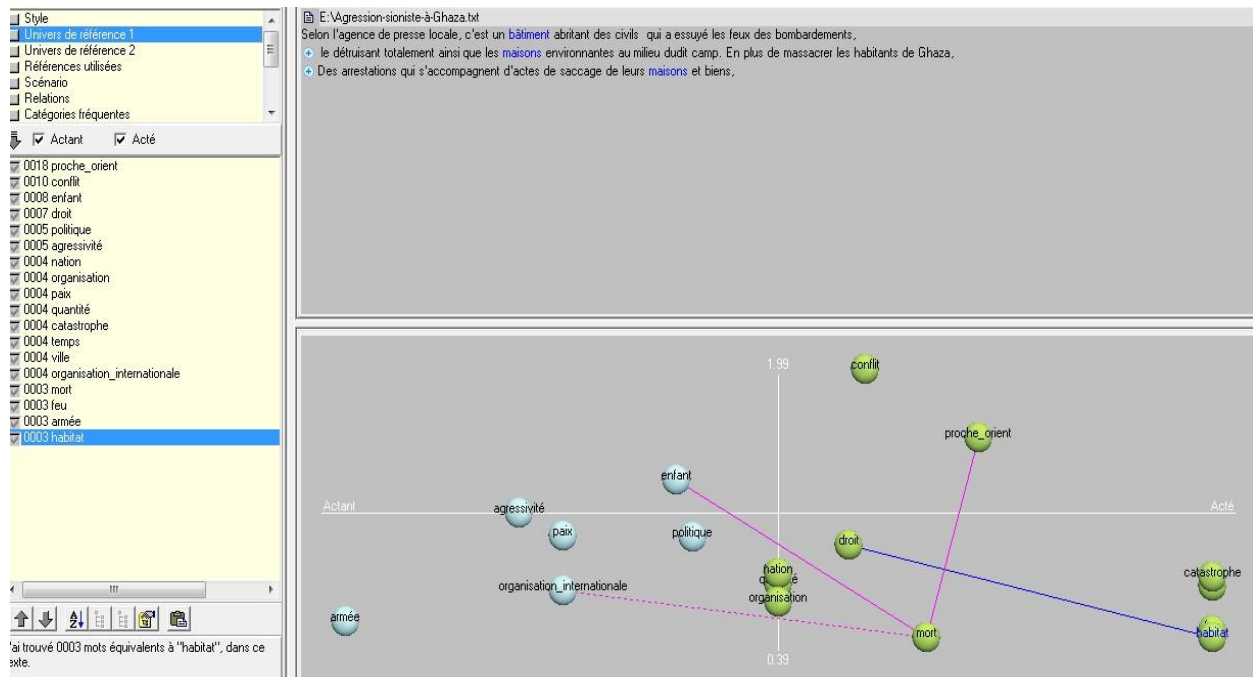 Style
Univers de référence 1
Univers de référence 2
Références utilisées
Scénario
Relations
Catégories fréquentes
Actant Acté
0018 proche_orient
0010 conflit
0008 enfant
0007 droit
0005 politique
0005 agressivité
0004 nation
0004 organisation
0004 paix
0004 quantité
0004 catastrophe
0004 temps
0004 ville
0004 organisation_internationale
0003 mort
0003 feu
0003 armée
0003 habitat
'ai trouvé 0003 mots équivalents à "habitat", dans ce
exte.
E:\Agression-sioniste-à-Ghaza.txt
Selon l'agence de presse locale, c'est un bâtiment abritant des civils qui a essuyé les feux des bombardements,
le détruisant totalement ainsi que les maisons environnantes au milieu dudit camp. En plus de massacrer les habitants de Ghaza,
Des arrestations qui s'accompagnent d'actes de saccage de leurs maisons et biens,
1.99
conflit
proche_orient
enfant
Actant
agressivité
Acté
paix
politique
droit
nation
catastrophe
organisation_internationale
organisation
armée
mort
habitat
0.39